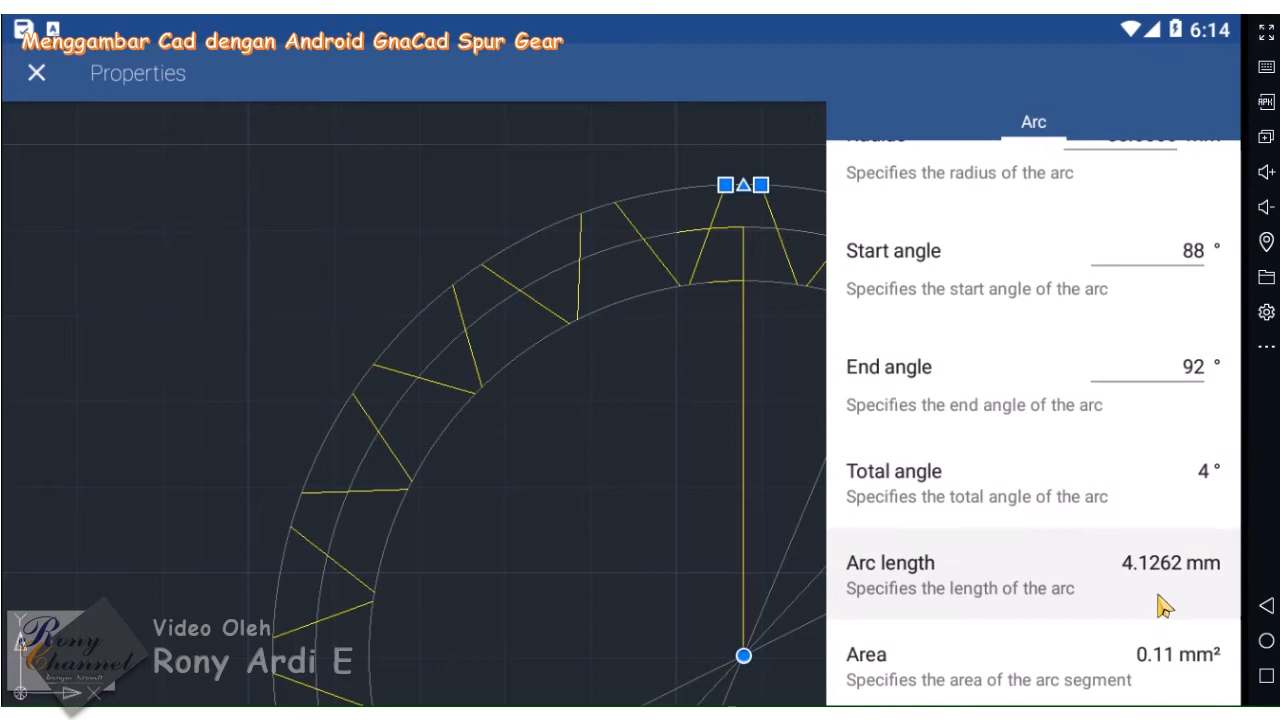 Menggambar Cad dengan Android GnaCad Spur Gear
6:14
Properties
Arc
Specifies the radius of the arc
Start angle 88 °
Specifies the start angle of the arc
End angle 92 °
Specifies the end angle of the arc
Total angle 4 °
Specifies the total angle of the arc
Arc length 4.1262 mm
Specifies the length of the arc
Area 0.11 mm²
Specifies the area of the arc segment
Video Oleh
Rony Ardi E
Rony
Channel
APK